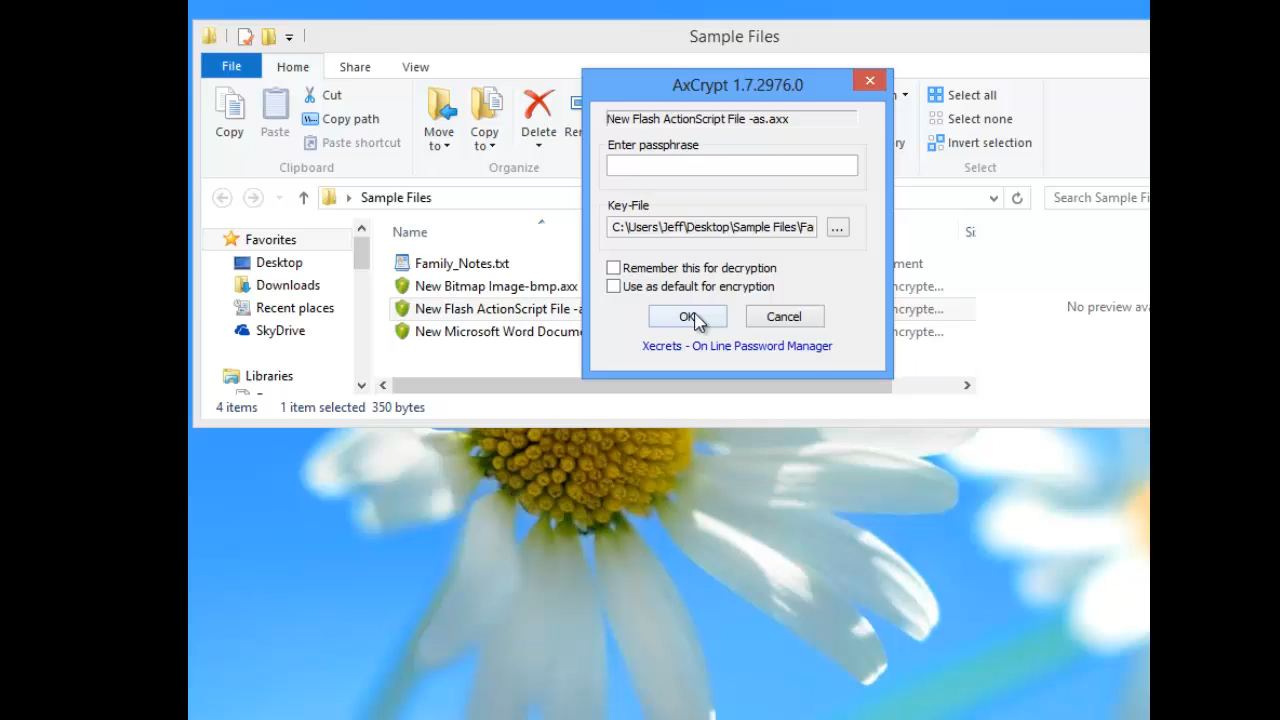 Sample Files
File
Home
Share
View
AxCrypt 1.7.2976.0
Copy
Paste
Cut
Copy path
Paste shortcut
Clipboard
Move to
Copy to
Delete
Organize
Select all
Select none
Invert selection
Select
New Flash ActionScript File -as.axx
Enter passphrase
Key-File
C:\Users\Jeff\Desktop\Sample Files\Fa
...
Remember this for decryption
Use as default for encryption
OK
Cancel
Xecrets - On Line Password Manager
Sample Files
Search Sample Fi
Favorites
Desktop
Downloads
Recent places
SkyDrive
Libraries
Name
Family_Notes.txt
New Bitmap Image-bmp.axx
New Flash ActionScript File -a
New Microsoft Word Docume
No preview ava
4 items
1 item selected
350 bytes